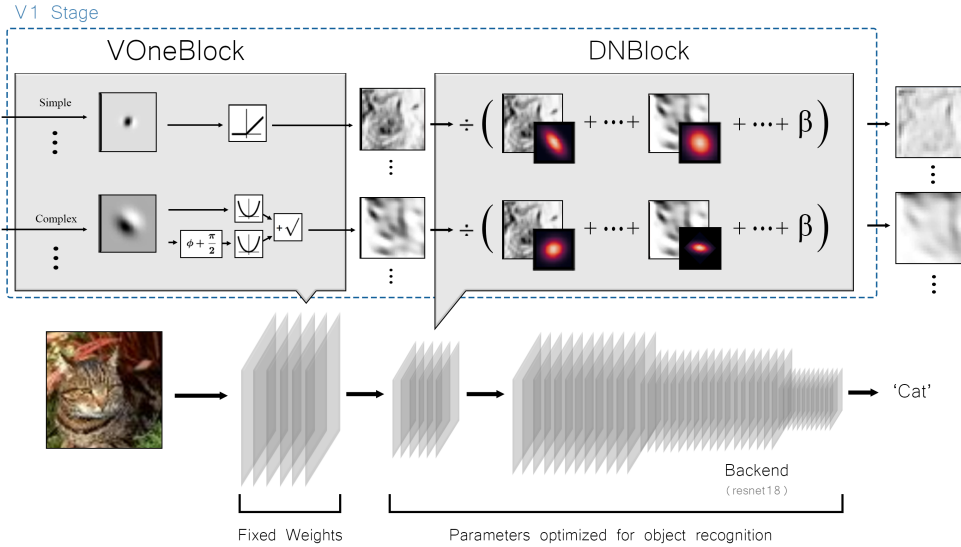 V1 Stage
VOneBlock
DNBlock
Simple
÷ ( + ··· + + ··· + β )
Complex
ϕ + π/2
+√
÷ ( + ··· + + ··· + β )
'Cat'
Backend
(resnet18)
Fixed Weights
Parameters optimized for object recognition